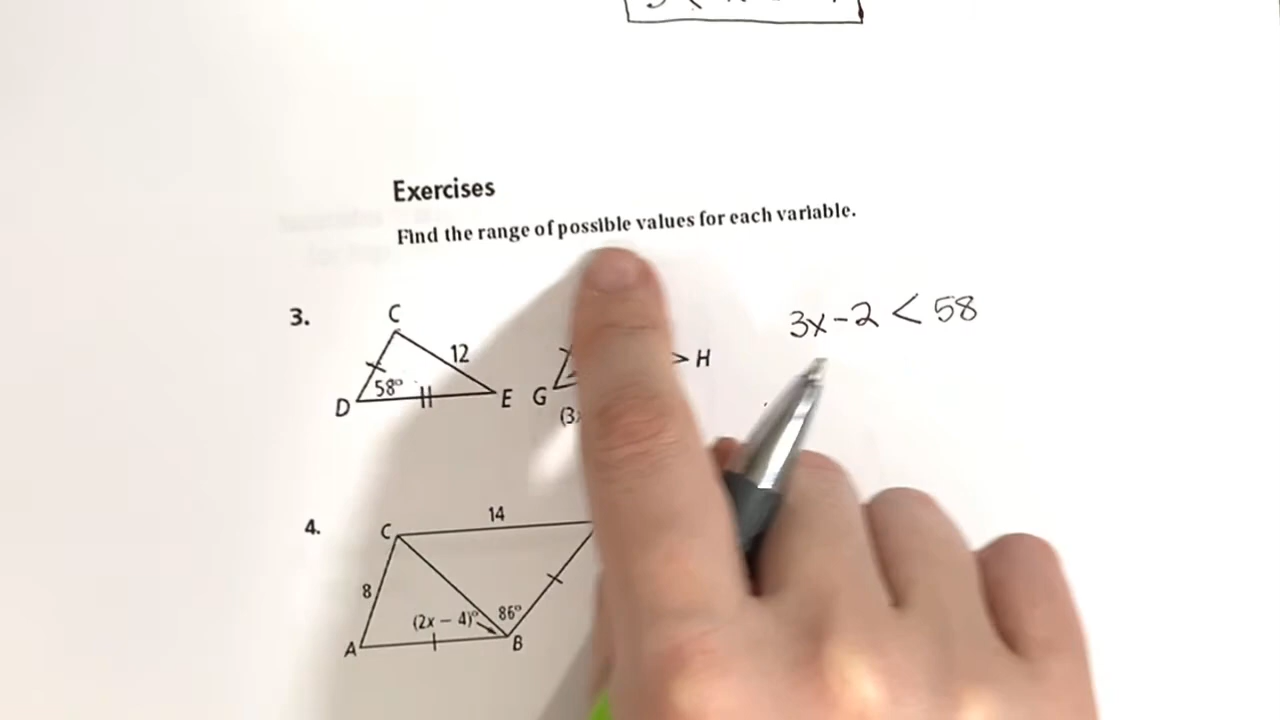 Exercises
Find the range of possible values for each variable.
3.
C
12
58°
D
E
G
H
(3
3x-2 < 58
4.
C
14
8
(2x − 4)°
86°
A
B